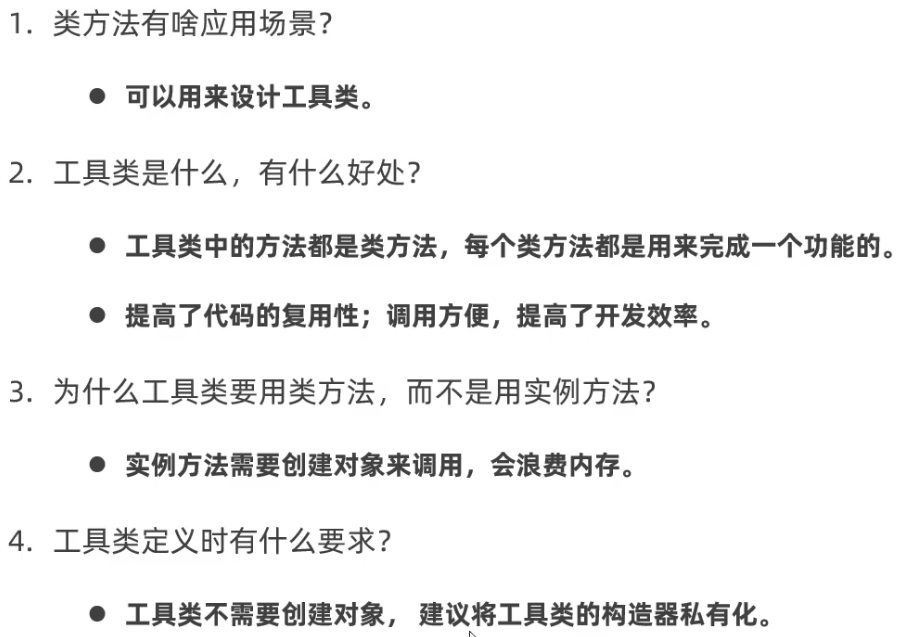 1. 类方法有啥应用场景？
● 可以用来设计工具类。
2. 工具类是什么，有什么好处？
● 工具类中的方法都是类方法，每个类方法都是用来完成一个功能的。
● 提高了代码的复用性；调用方便，提高了开发效率。
3. 为什么工具类要用类方法，而不是用实例方法？
● 实例方法需要创建对象来调用，会浪费内存。
4. 工具类定义时有什么要求？
● 工具类不需要创建对象， 建议将工具类的构造器私有化。